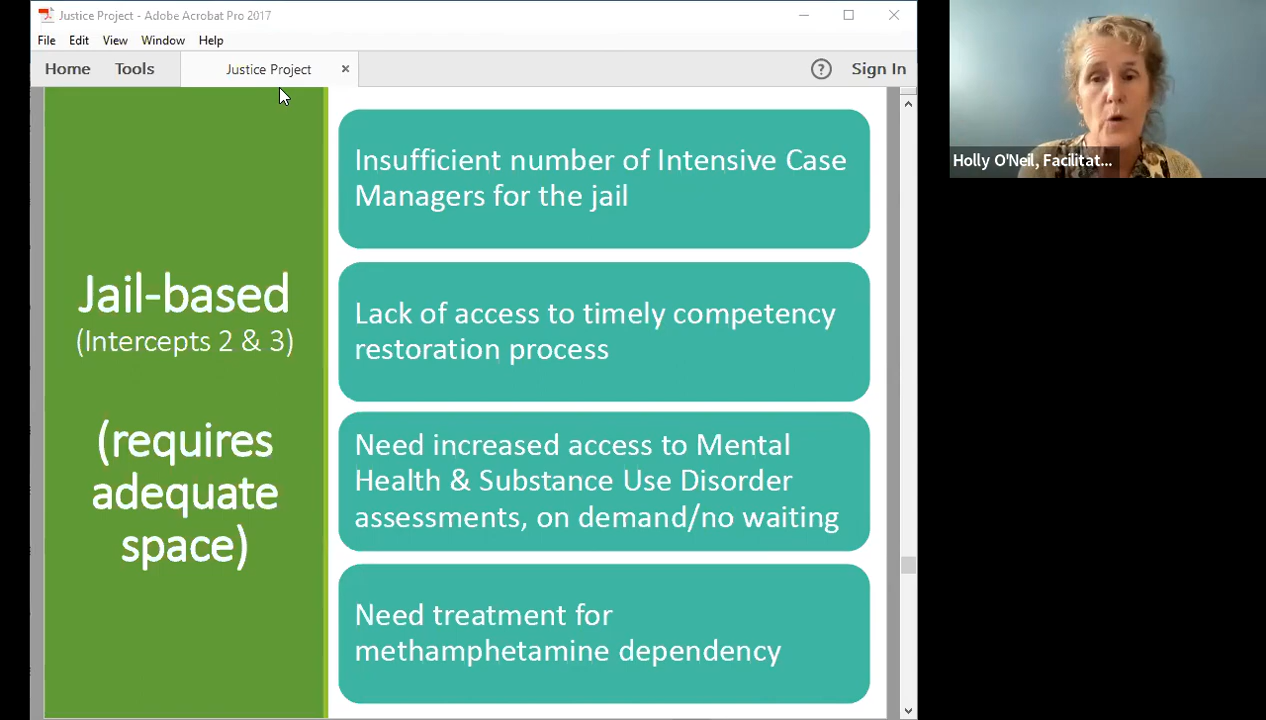 Justice Project - Adobe Acrobat Pro 2017
File Edit View Window Help
Home Tools Justice Project Sign In
Jail-based
(Intercepts 2 & 3)
(requires
adequate
space)
Insufficient number of Intensive Case
Managers for the jail
Lack of access to timely competency
restoration process
Need increased access to Mental
Health & Substance Use Disorder
assessments, on demand/no waiting
Need treatment for
methamphetamine dependency
Holly O'Neil, Facilitat...